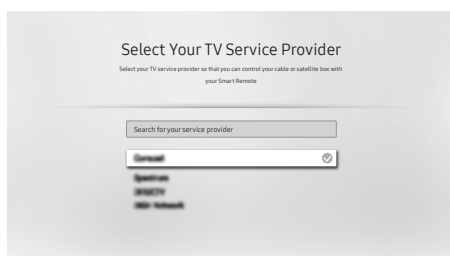 Select Your TV Service Provider
Select your TV service provider so that you can control your cable or satellite box with
your Smart Remote
Search for your service provider